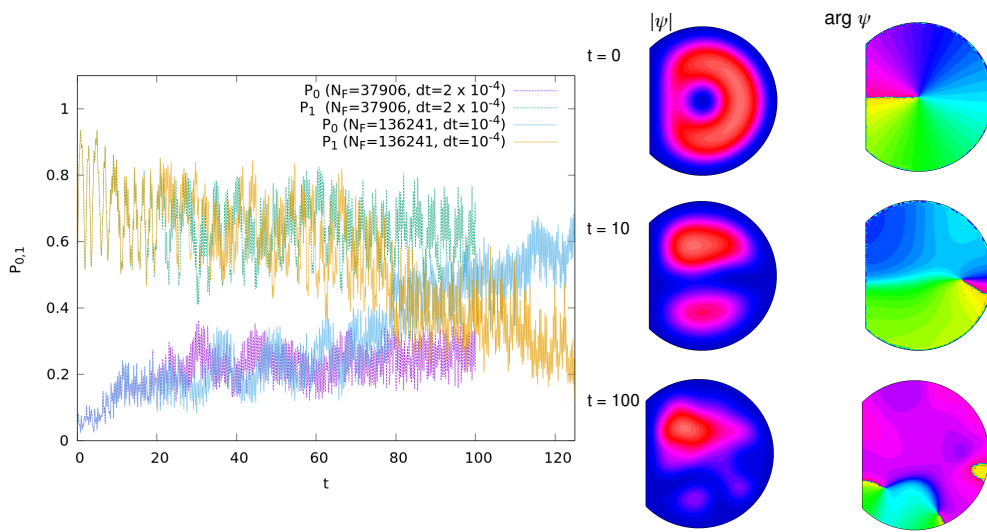 P₀ (N_F=37906, dt=2 x 10⁻⁴)
P₁ (N_F=37906, dt=2 x 10⁻⁴)
P₀ (N_F=136241, dt=10⁻⁴)
P₁ (N_F=136241, dt=10⁻⁴)
1
0.8
0.6
0.4
0.2
0
P₀,₁
0 20 40 60 80 100 120
t
|ψ| arg ψ
t = 0
t = 10
t = 100